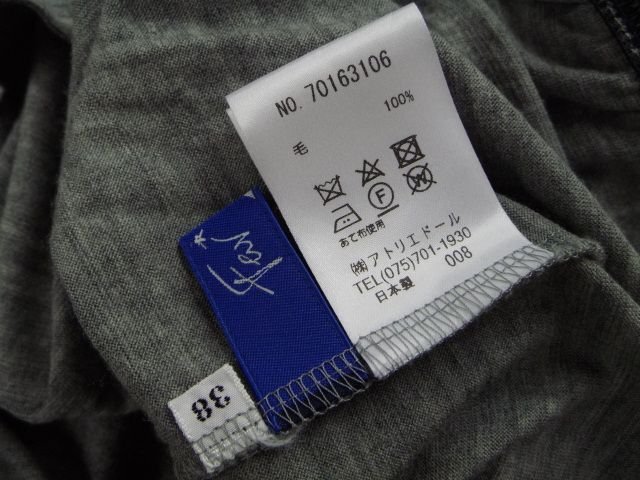 NO. 70163106
毛 100%
F
W
あて布使用
㈱アトリエドール
TEL(075)701-1930
日本製 008
38